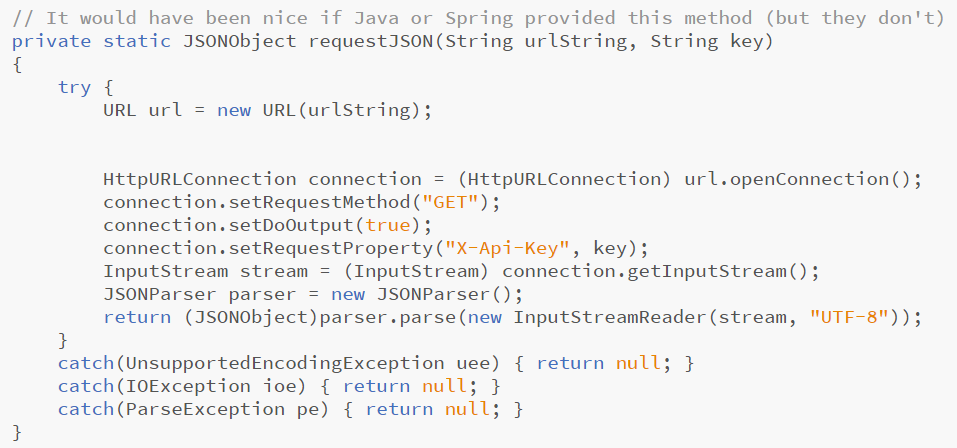 // It would have been nice if Java or Spring provided this method (but they don't)
private static JSONObject requestJSON(String urlString, String key)
{
    try {
        URL url = new URL(urlString);
        HttpURLConnection connection = (HttpURLConnection) url.openConnection();
        connection.setRequestMethod("GET");
        connection.setDoOutput(true);
        connection.setRequestProperty("X-Api-Key", key);
        InputStream stream = (InputStream) connection.getInputStream();
        JSONParser parser = new JSONParser();
        return (JSONObject)parser.parse(new InputStreamReader(stream, "UTF-8"));
    }
    catch(UnsupportedEncodingException uee) { return null; }
    catch(IOException ioe) { return null; }
    catch(ParseException pe) { return null; }
}